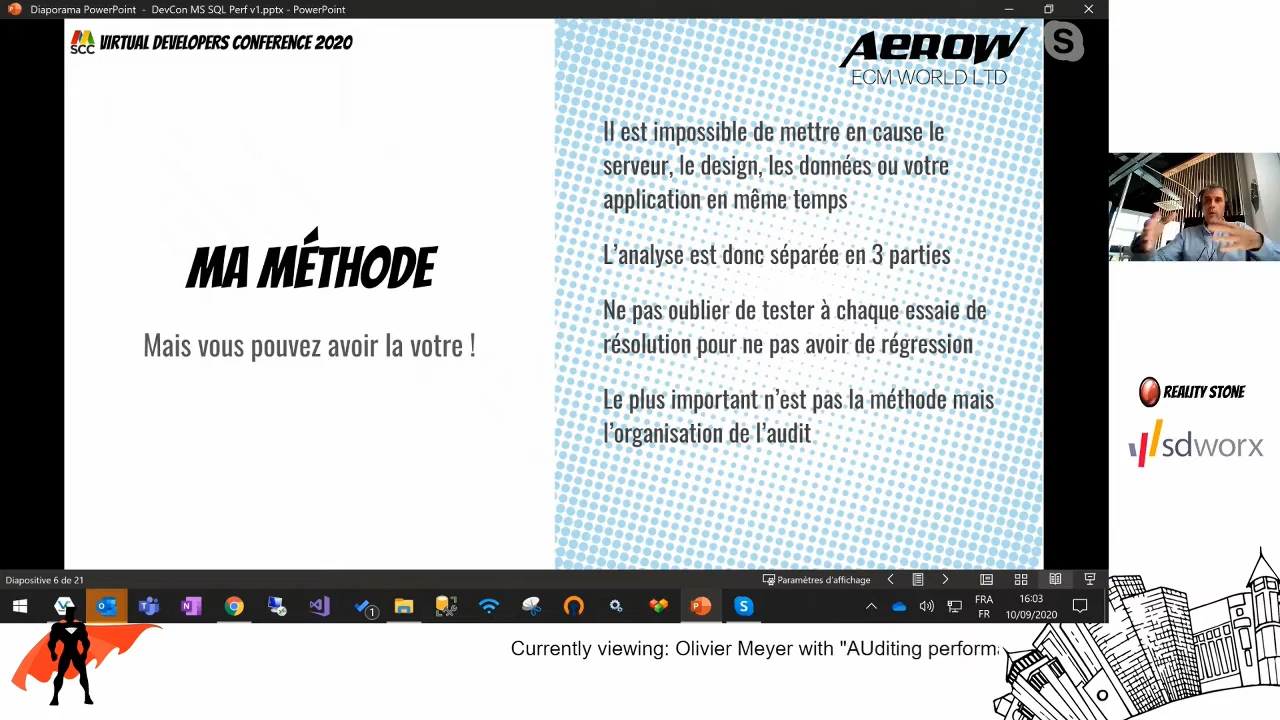 Diaporama PowerPoint - DevCon MS SQL Perf v1.pptx - PowerPoint
SCC VIRTUAL DEVELOPERS CONFERENCE 2020
AEROW
ECM WORLD LTD
S
MA MÉTHODE
Mais vous pouvez avoir la votre !
Il est impossible de mettre en cause le
serveur, le design, les données ou votre
application en même temps
L'analyse est donc séparée en 3 parties
Ne pas oublier de tester à chaque essaie de
résolution pour ne pas avoir de régression
Le plus important n'est pas la méthode mais
l'organisation de l'audit
REALITY STONE
sdworx
Diapositive 6 de 21
Paramètres d'affichage
1
FRA
FR
16:03
10/09/2020
Currently viewing: Olivier Meyer with "AUditing perform